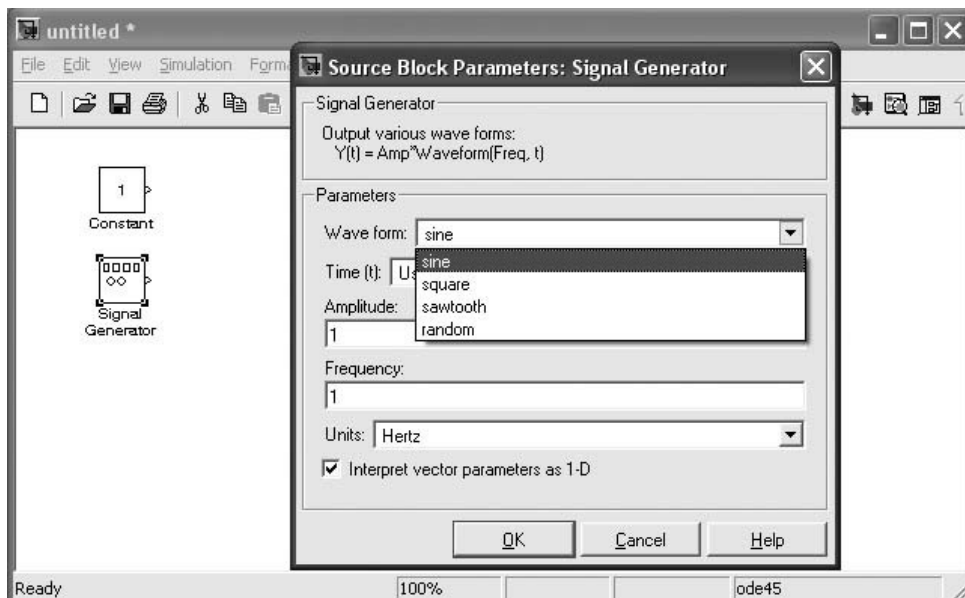 untitled *
File Edit View Simulation
Source Block Parameters: Signal Generator
Signal Generator
Output various wave forms:
Y(t) = Amp*Waveform(Freq, t)
Parameters
Wave form: sine
sine
square
sawtooth
random
Time (t):
Amplitude:
1
Frequency:
1
Units: Hertz
Interpret vector parameters as 1-D
OK Cancel Help
1
Constant
Signal
Generator
Ready 100% ode45